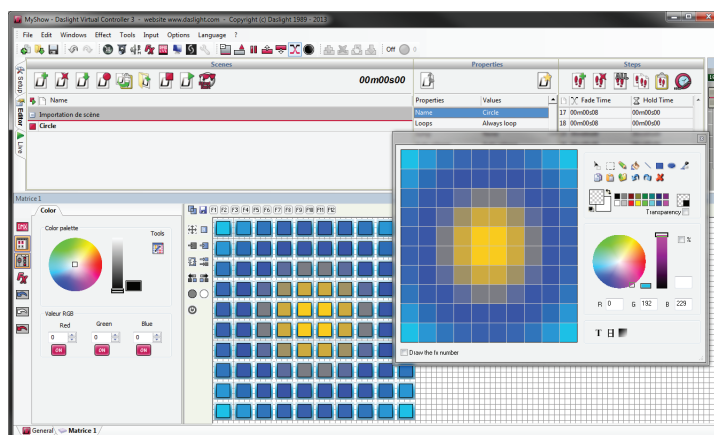 MyShow - Daslight Virtual Controller 3 - website www.daslight.com - Copyright (c) Daslight 1989 - 2013
File Edit Windows Effect Tools Input Options Language ?
Off 0
Scenes Properties Steps
00m00s00
Name
Properties Values
Fade Time Hold Time
Importation de scène
Name Circle
17 00m00s08 00m00s00
Circle
Loops Always loop
18 00m00s08 00m00s00
Setup
Editor
Live
Matrice 1
Color
F1 F2 F3 F4 F5 F6 F7 F8 F9 F10 F11 F12
Color palette
Tools
DMX
Transparency
%
Valeur RGB
Red Green Blue
0 0 0
ON ON ON
R 0 G 192 B 229
T
Draw the fx number
General Matrice 1